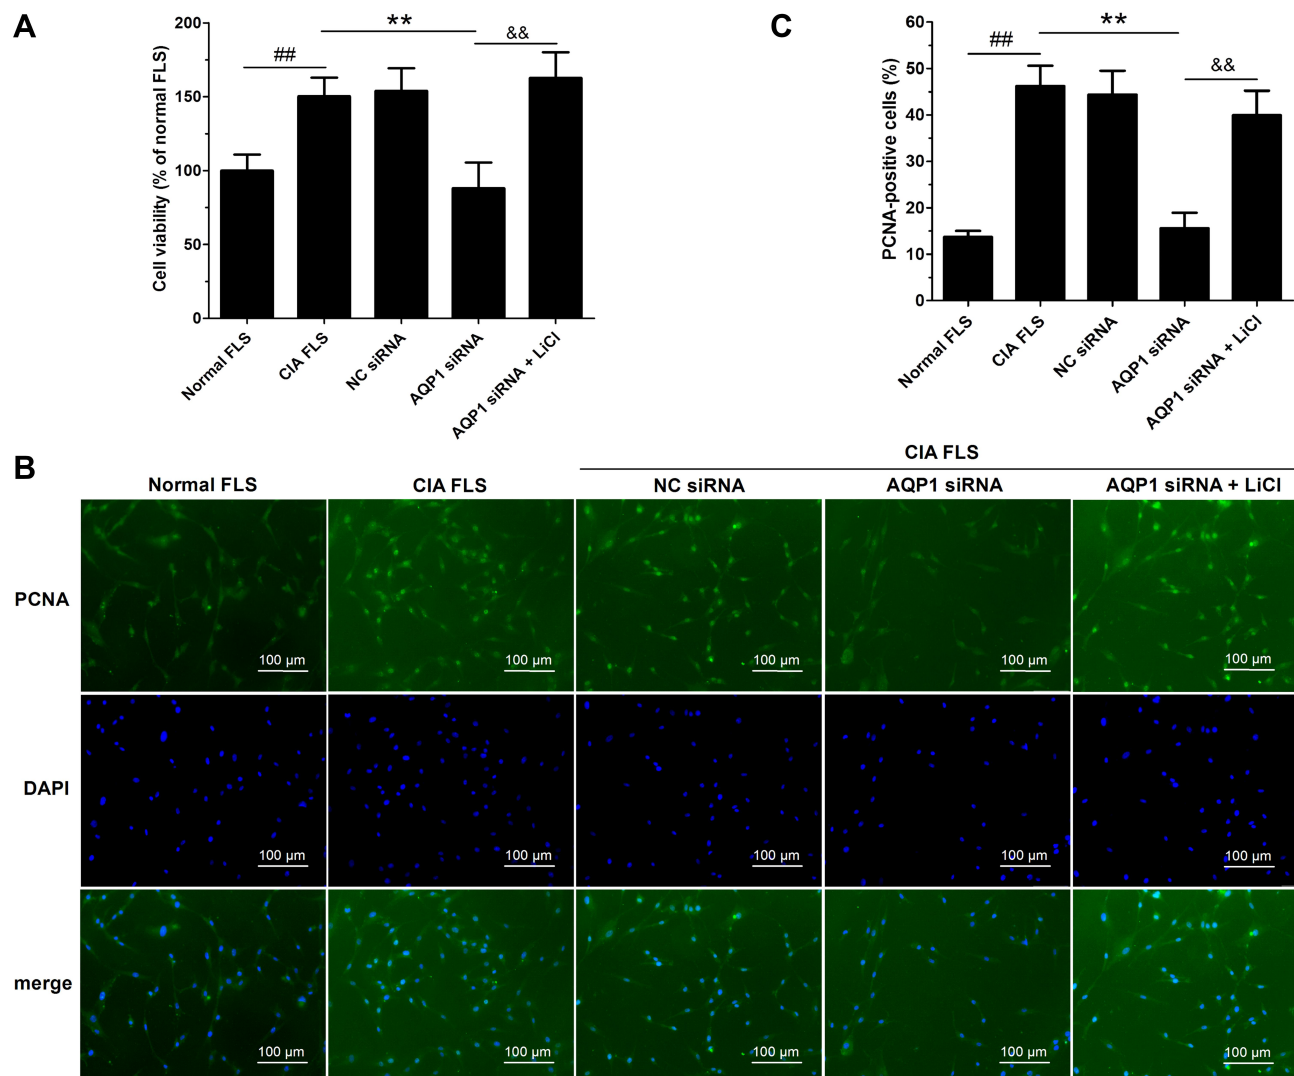 A
Cell viability (% of normal FLS)
200
150
100
50
0
##
**
&&
Normal FLS
CIA FLS
NC siRNA
AQP1 siRNA
AQP1 siRNA + LiCl
C
PCNA-positive cells (%)
60
50
40
30
20
10
0
##
**
&&
Normal FLS
CIA FLS
NC siRNA
AQP1 siRNA
AQP1 siRNA + LiCl
B
CIA FLS
Normal FLS CIA FLS NC siRNA AQP1 siRNA AQP1 siRNA + LiCl
PCNA
100 µm 100 µm 100 µm 100 µm 100 µm
DAPI
100 µm 100 µm 100 µm 100 µm 100 µm
merge
100 µm 100 µm 100 µm 100 µm 100 µm